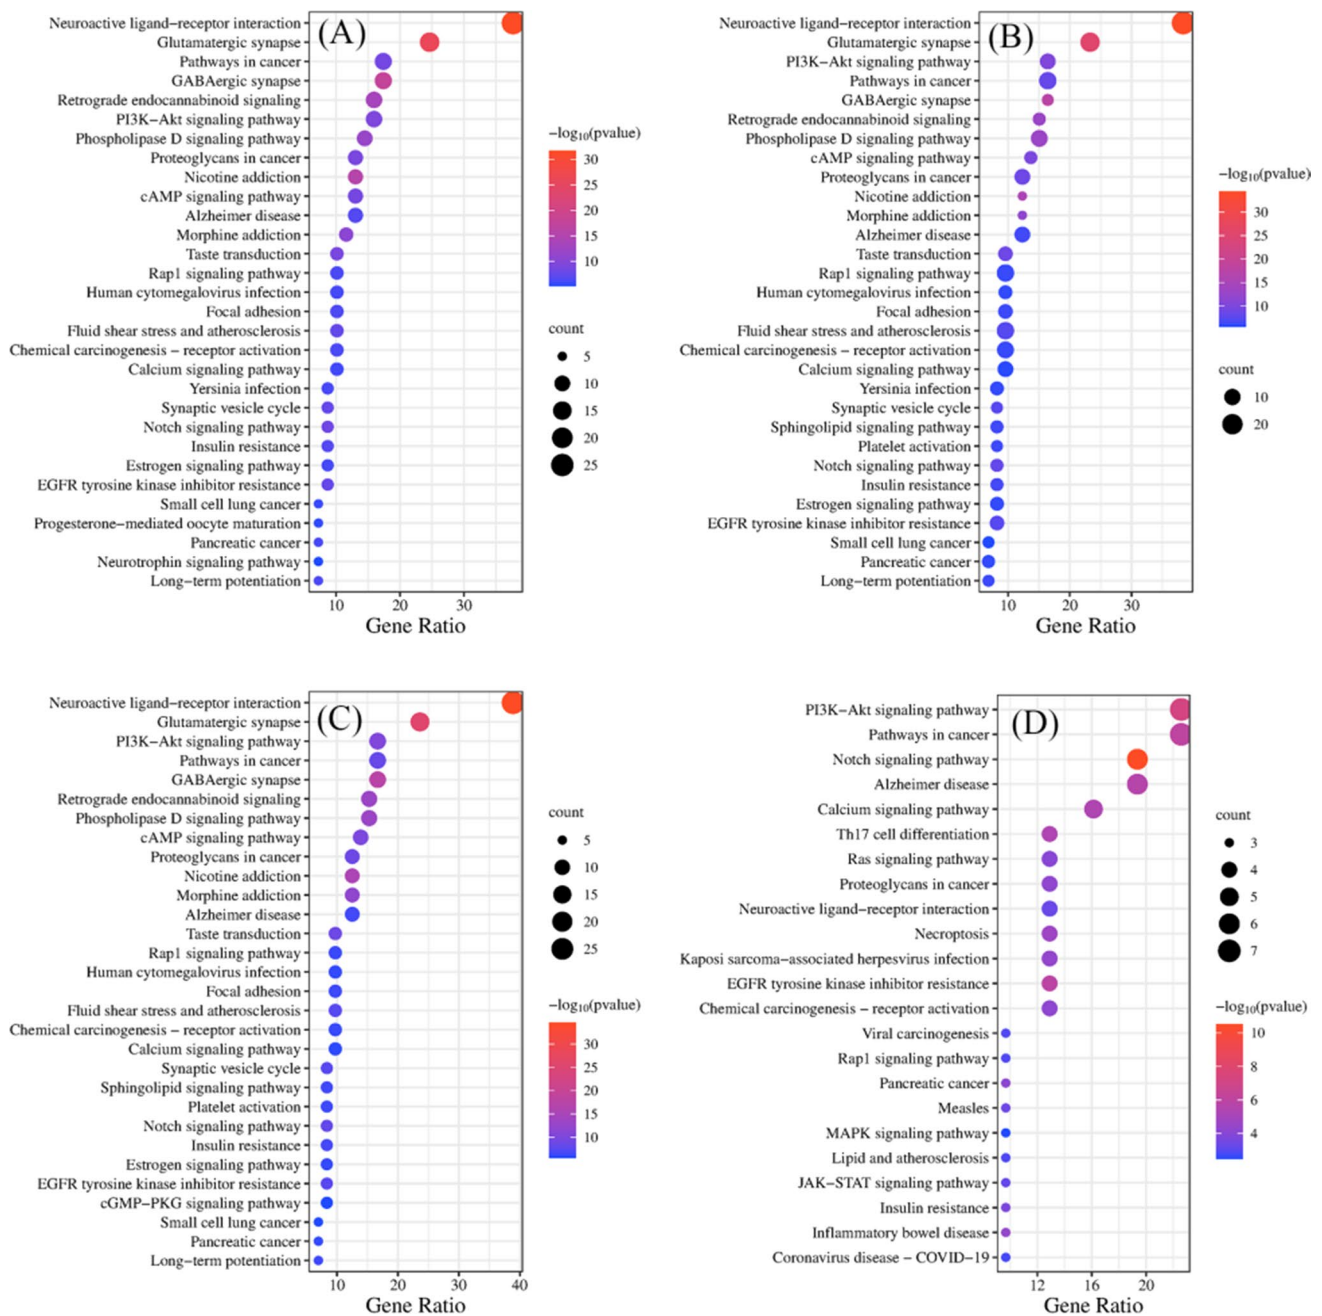 (A)
Neuroactive ligand−receptor interaction
Glutamatergic synapse
Pathways in cancer
GABAergic synapse
Retrograde endocannabinoid signaling
PI3K−Akt signaling pathway
Phospholipase D signaling pathway
Proteoglycans in cancer
Nicotine addiction
cAMP signaling pathway
Alzheimer disease
Morphine addiction
Taste transduction
Rap1 signaling pathway
Human cytomegalovirus infection
Focal adhesion
Fluid shear stress and atherosclerosis
Chemical carcinogenesis − receptor activation
Calcium signaling pathway
Yersinia infection
Synaptic vesicle cycle
Notch signaling pathway
Insulin resistance
Estrogen signaling pathway
EGFR tyrosine kinase inhibitor resistance
Small cell lung cancer
Progesterone−mediated oocyte maturation
Pancreatic cancer
Neurotrophin signaling pathway
Long−term potentiation
10 20 30
Gene Ratio
−log10(pvalue)
30
25
20
15
10
count
5
10
15
20
25
(B)
Neuroactive ligand−receptor interaction
Glutamatergic synapse
PI3K−Akt signaling pathway
Pathways in cancer
GABAergic synapse
Retrograde endocannabinoid signaling
Phospholipase D signaling pathway
cAMP signaling pathway
Proteoglycans in cancer
Nicotine addiction
Morphine addiction
Alzheimer disease
Taste transduction
Rap1 signaling pathway
Human cytomegalovirus infection
Focal adhesion
Fluid shear stress and atherosclerosis
Chemical carcinogenesis − receptor activation
Calcium signaling pathway
Yersinia infection
Synaptic vesicle cycle
Sphingolipid signaling pathway
Platelet activation
Notch signaling pathway
Insulin resistance
Estrogen signaling pathway
EGFR tyrosine kinase inhibitor resistance
Small cell lung cancer
Pancreatic cancer
Long−term potentiation
10 20 30
Gene Ratio
−log10(pvalue)
30
25
20
15
10
count
10
20
(C)
Neuroactive ligand−receptor interaction
Glutamatergic synapse
PI3K−Akt signaling pathway
Pathways in cancer
GABAergic synapse
Retrograde endocannabinoid signaling
Phospholipase D signaling pathway
cAMP signaling pathway
Proteoglycans in cancer
Nicotine addiction
Morphine addiction
Alzheimer disease
Taste transduction
Rap1 signaling pathway
Human cytomegalovirus infection
Focal adhesion
Fluid shear stress and atherosclerosis
Chemical carcinogenesis − receptor activation
Calcium signaling pathway
Synaptic vesicle cycle
Sphingolipid signaling pathway
Platelet activation
Notch signaling pathway
Insulin resistance
Estrogen signaling pathway
EGFR tyrosine kinase inhibitor resistance
cGMP−PKG signaling pathway
Small cell lung cancer
Pancreatic cancer
Long−term potentiation
10 20 30 40
Gene Ratio
count
5
10
15
20
25
−log10(pvalue)
30
25
20
15
10
(D)
PI3K−Akt signaling pathway
Pathways in cancer
Notch signaling pathway
Alzheimer disease
Calcium signaling pathway
Th17 cell differentiation
Ras signaling pathway
Proteoglycans in cancer
Neuroactive ligand−receptor interaction
Necroptosis
Kaposi sarcoma−associated herpesvirus infection
EGFR tyrosine kinase inhibitor resistance
Chemical carcinogenesis − receptor activation
Viral carcinogenesis
Rap1 signaling pathway
Pancreatic cancer
Measles
MAPK signaling pathway
Lipid and atherosclerosis
JAK−STAT signaling pathway
Insulin resistance
Inflammatory bowel disease
Coronavirus disease − COVID−19
12 16 20
Gene Ratio
count
3
4
5
6
7
−log10(pvalue)
10
8
6
4